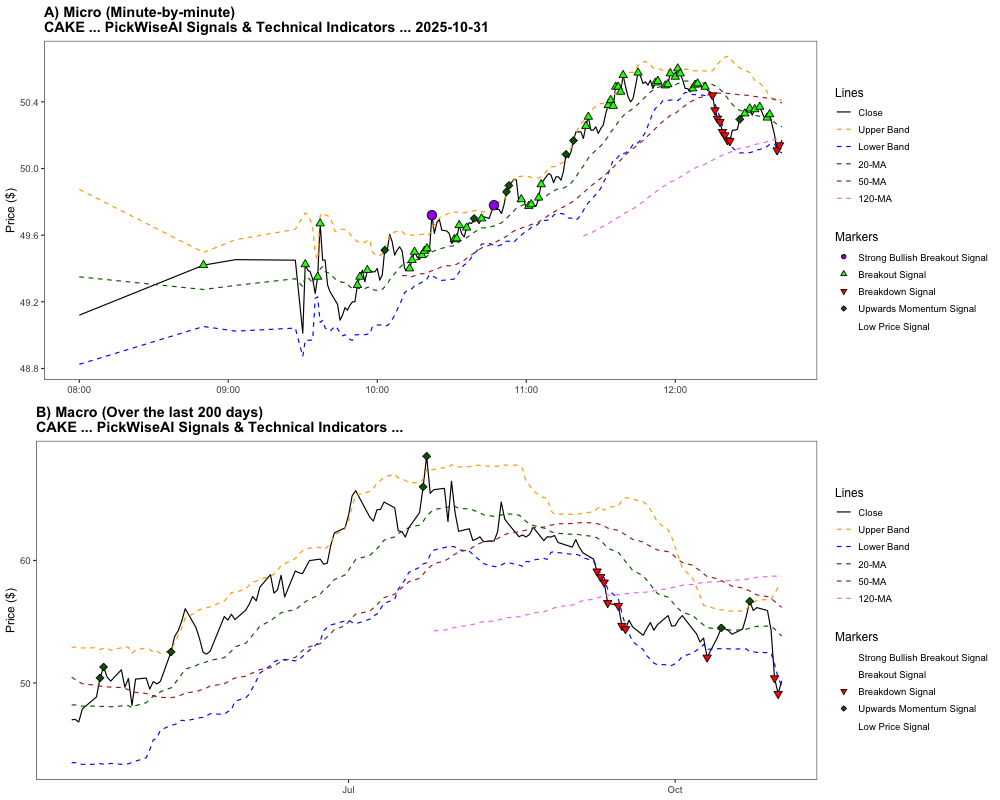 A) Micro (Minute-by-minute)
CAKE ... PickWiseAI Signals & Technical Indicators ... 2025-10-31
Price ($)
50.4
50.0
49.6
49.2
48.8
08:00
09:00
10:00
11:00
12:00
Lines
Close
Upper Band
Lower Band
20-MA
50-MA
120-MA
Markers
Strong Bullish Breakout Signal
Breakout Signal
Breakdown Signal
Upwards Momentum Signal
Low Price Signal
B) Macro (Over the last 200 days)
CAKE ... PickWiseAI Signals & Technical Indicators ...
Price ($)
60
50
Jul
Oct
Lines
Close
Upper Band
Lower Band
20-MA
50-MA
120-MA
Markers
Strong Bullish Breakout Signal
Breakout Signal
Breakdown Signal
Upwards Momentum Signal
Low Price Signal